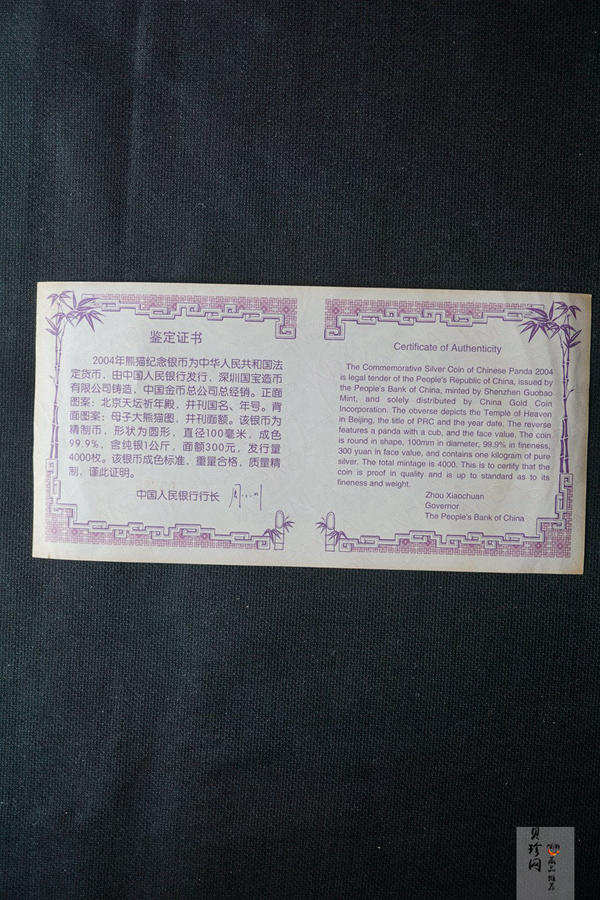 鉴定证书
2004年熊猫纪念银币为中华人民共和国法
定货币，由中国人民银行发行，深圳国宝造币
有限公司铸造，中国金币总公司总经销。正面
图案：北京天坛祈年殿，并刊国名、年号。背
面图案：母子大熊猫图，并刊面额。该银币为
精制币，形状为圆形，直径100毫米，成色
99.9%，含纯银1公斤，面额300元，发行量
4000枚。该银币成色标准，重量合格，质量精
制，谨此证明。
中国人民银行行长
Certificate of Authenticity
The Commemorative Silver Coin of Chinese Panda 2004
is legal tender of the People's Republic of China, issued by
the People's Bank of China, minted by Shenzhen Guobao
Mint, and solely distributed by China Gold Coin
Incorporation. The obverse depicts the Temple of Heaven
in Beijing, the title of PRC and the year date. The reverse
features a panda with a cub, and the face value. The coin
is round in shape, 100mm in diameter, 99.9% in fineness,
300 yuan in face value, and contains one kilogram of pure
silver. The total mintage is 4000. This is to certify that the
coin is proof in quality and is up to standard as to its
fineness and weight.
Zhou Xiaochuan
Governor
The People's Bank of China
贝珍网
藏品推荐